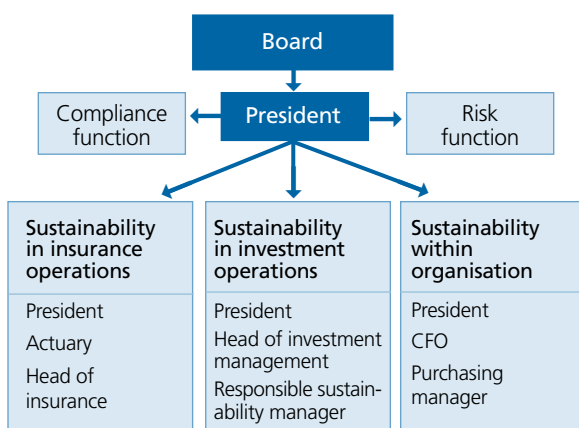 Board
Compliance
function
President
Risk
function
Sustainability
in insurance
operations
President
Actuary
Head of
insurance
Sustainability
in investment
operations
President
Head of investment
management
Responsible sustain-
ability manager
Sustainability
within
organisation
President
CFO
Purchasing
manager